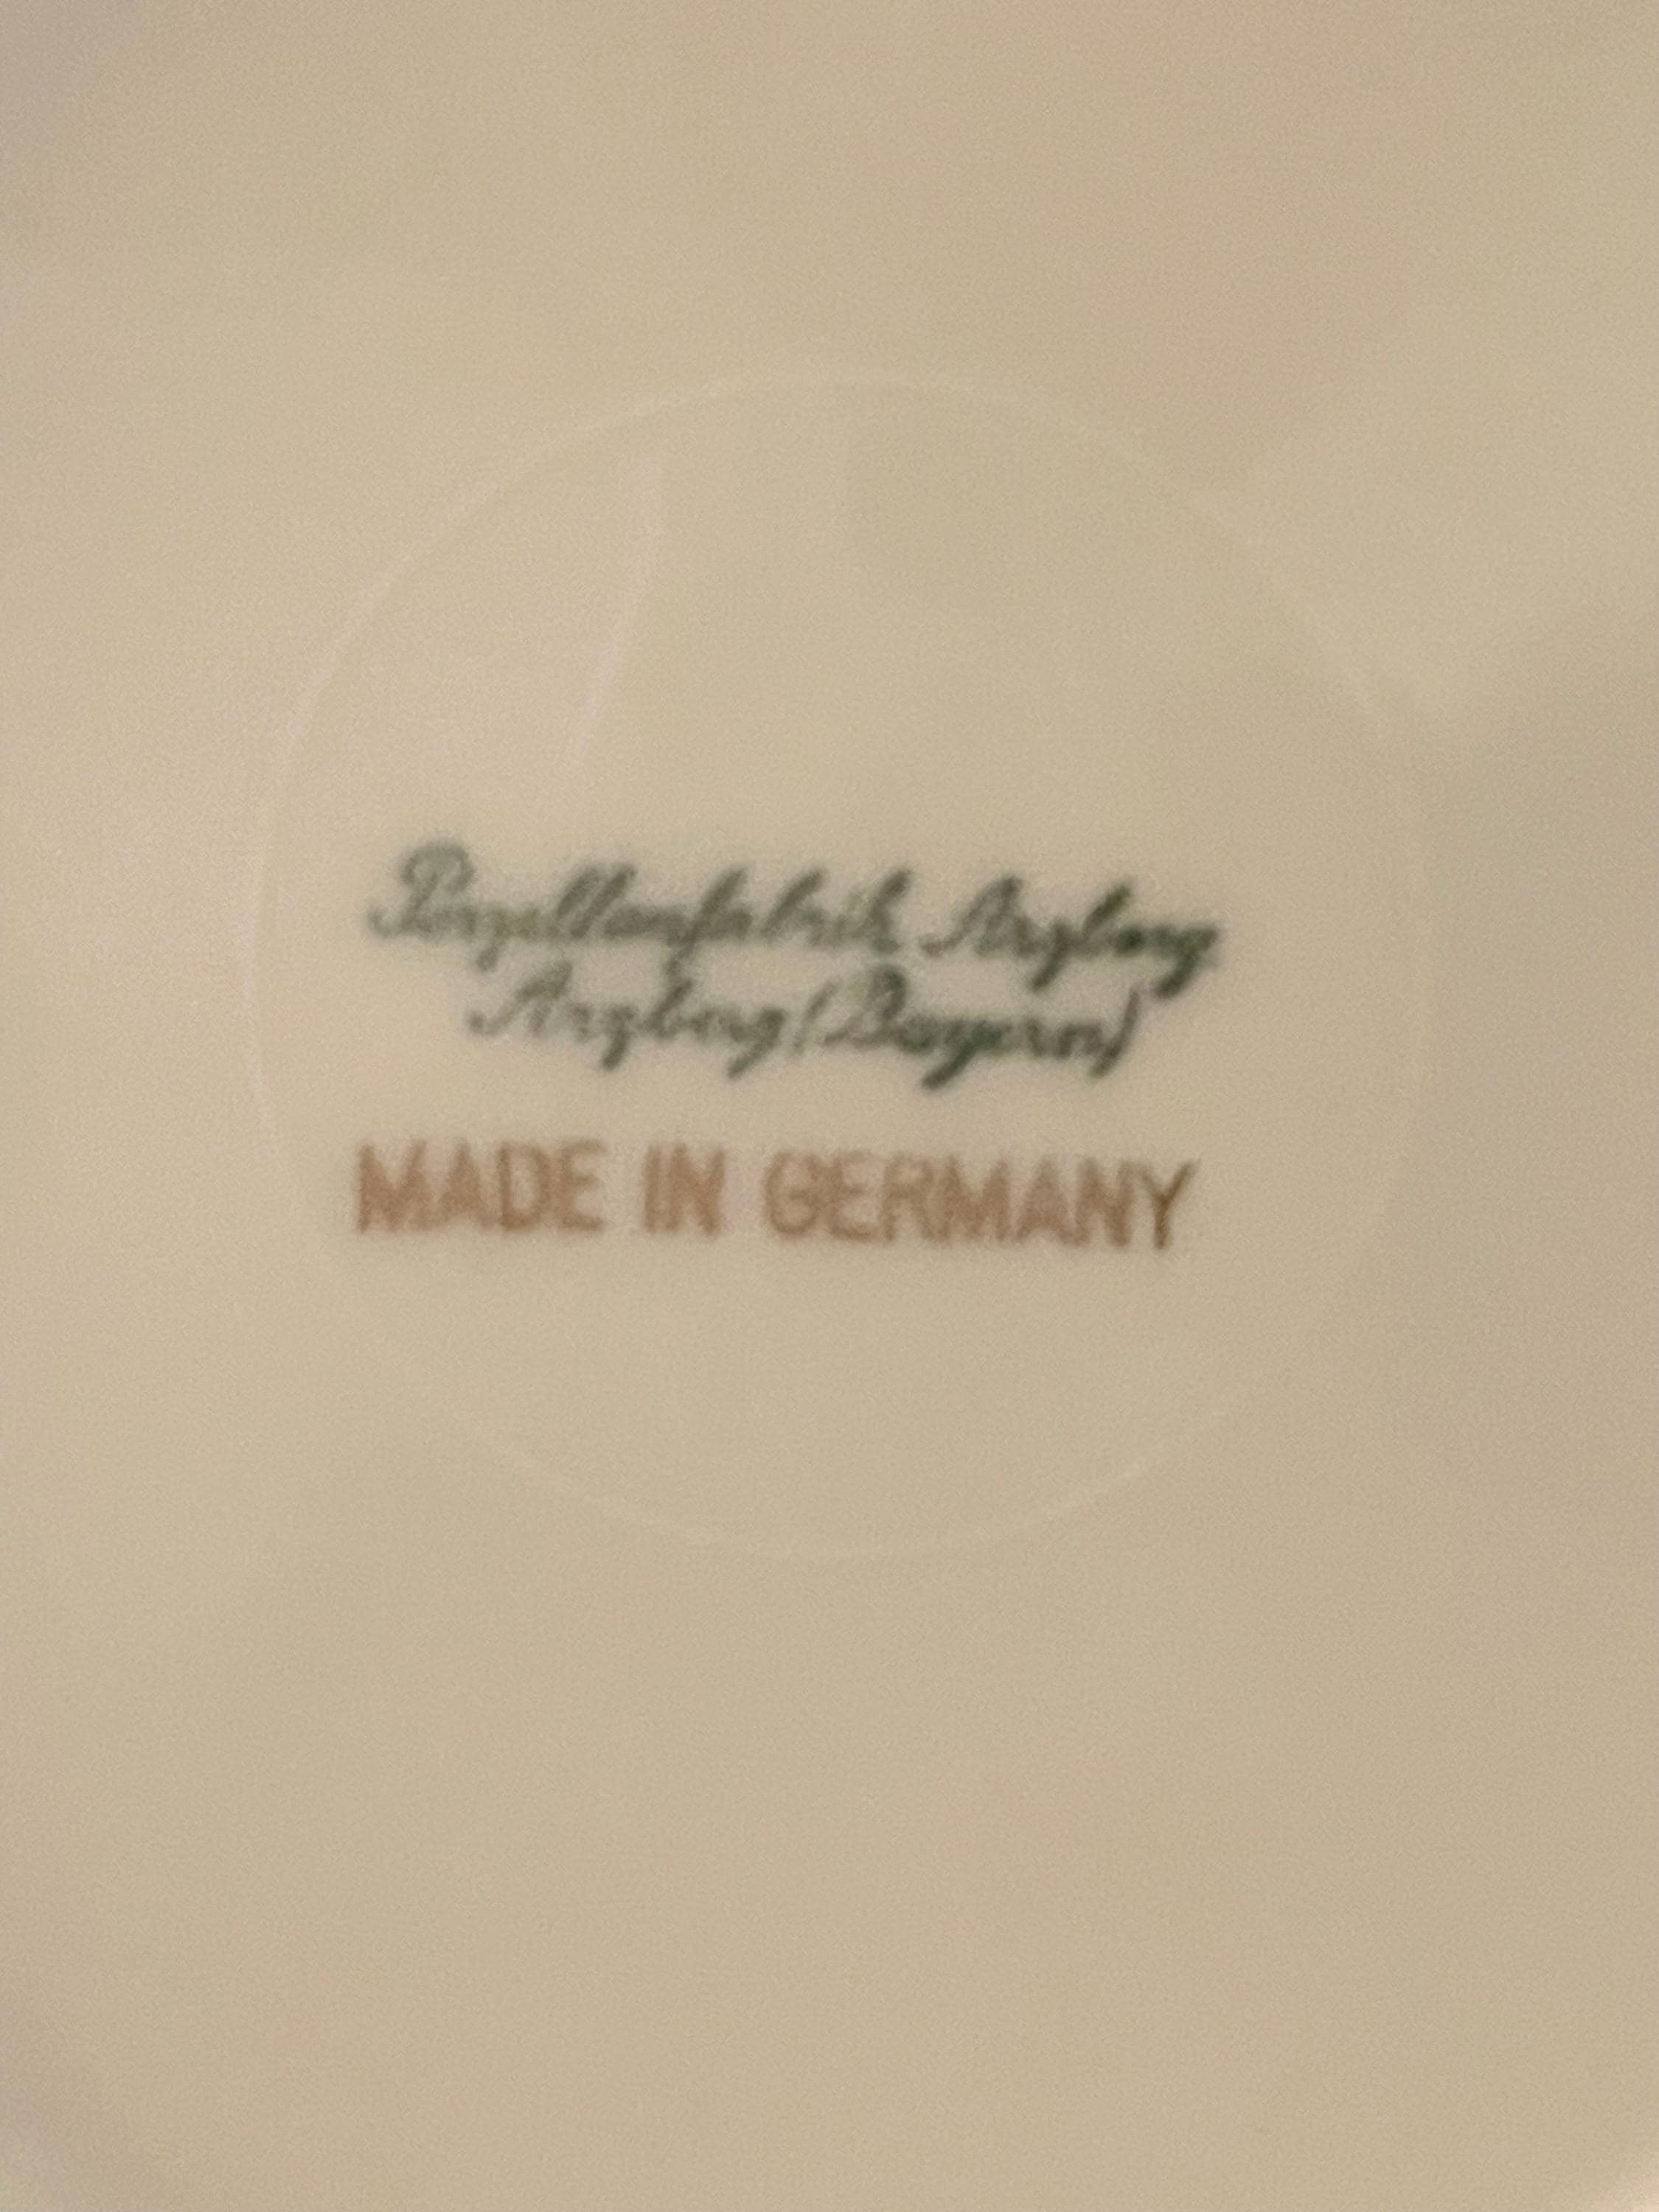 Porzellanfabrik Arzberg
Arzberg (Bayern)
MADE IN GERMANY